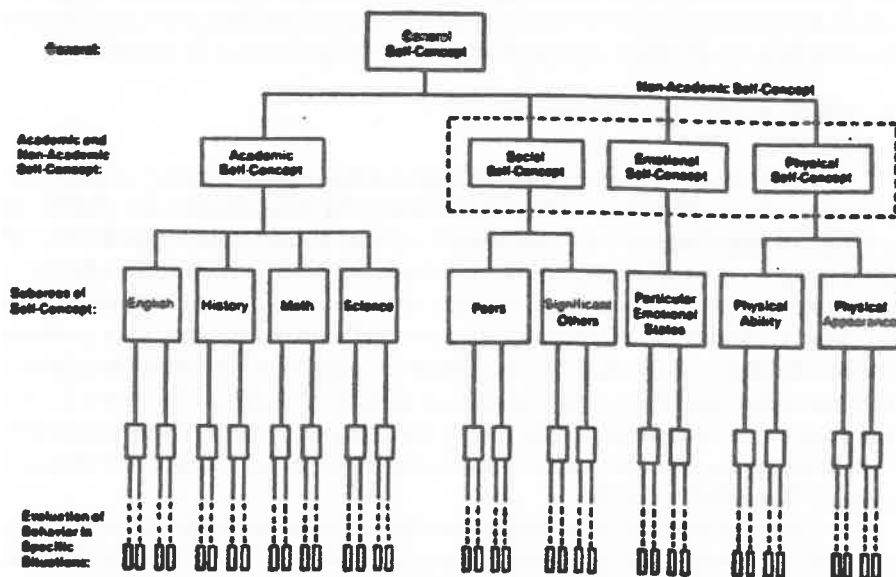 General:
General
Self-Concept
Non-Academic Self-Concept
Academic and
Non-Academic
Self-Concept:
Academic
Self-Concept
Social
Self-Concept
Emotional
Self-Concept
Physical
Self-Concept
Subareas of
Self-Concept:
English
History
Math
Science
Peers
Significant
Others
Particular
Emotional
States
Physical
Ability
Physical
Appearance
Evaluation of
Behavior in
Specific
Situations: